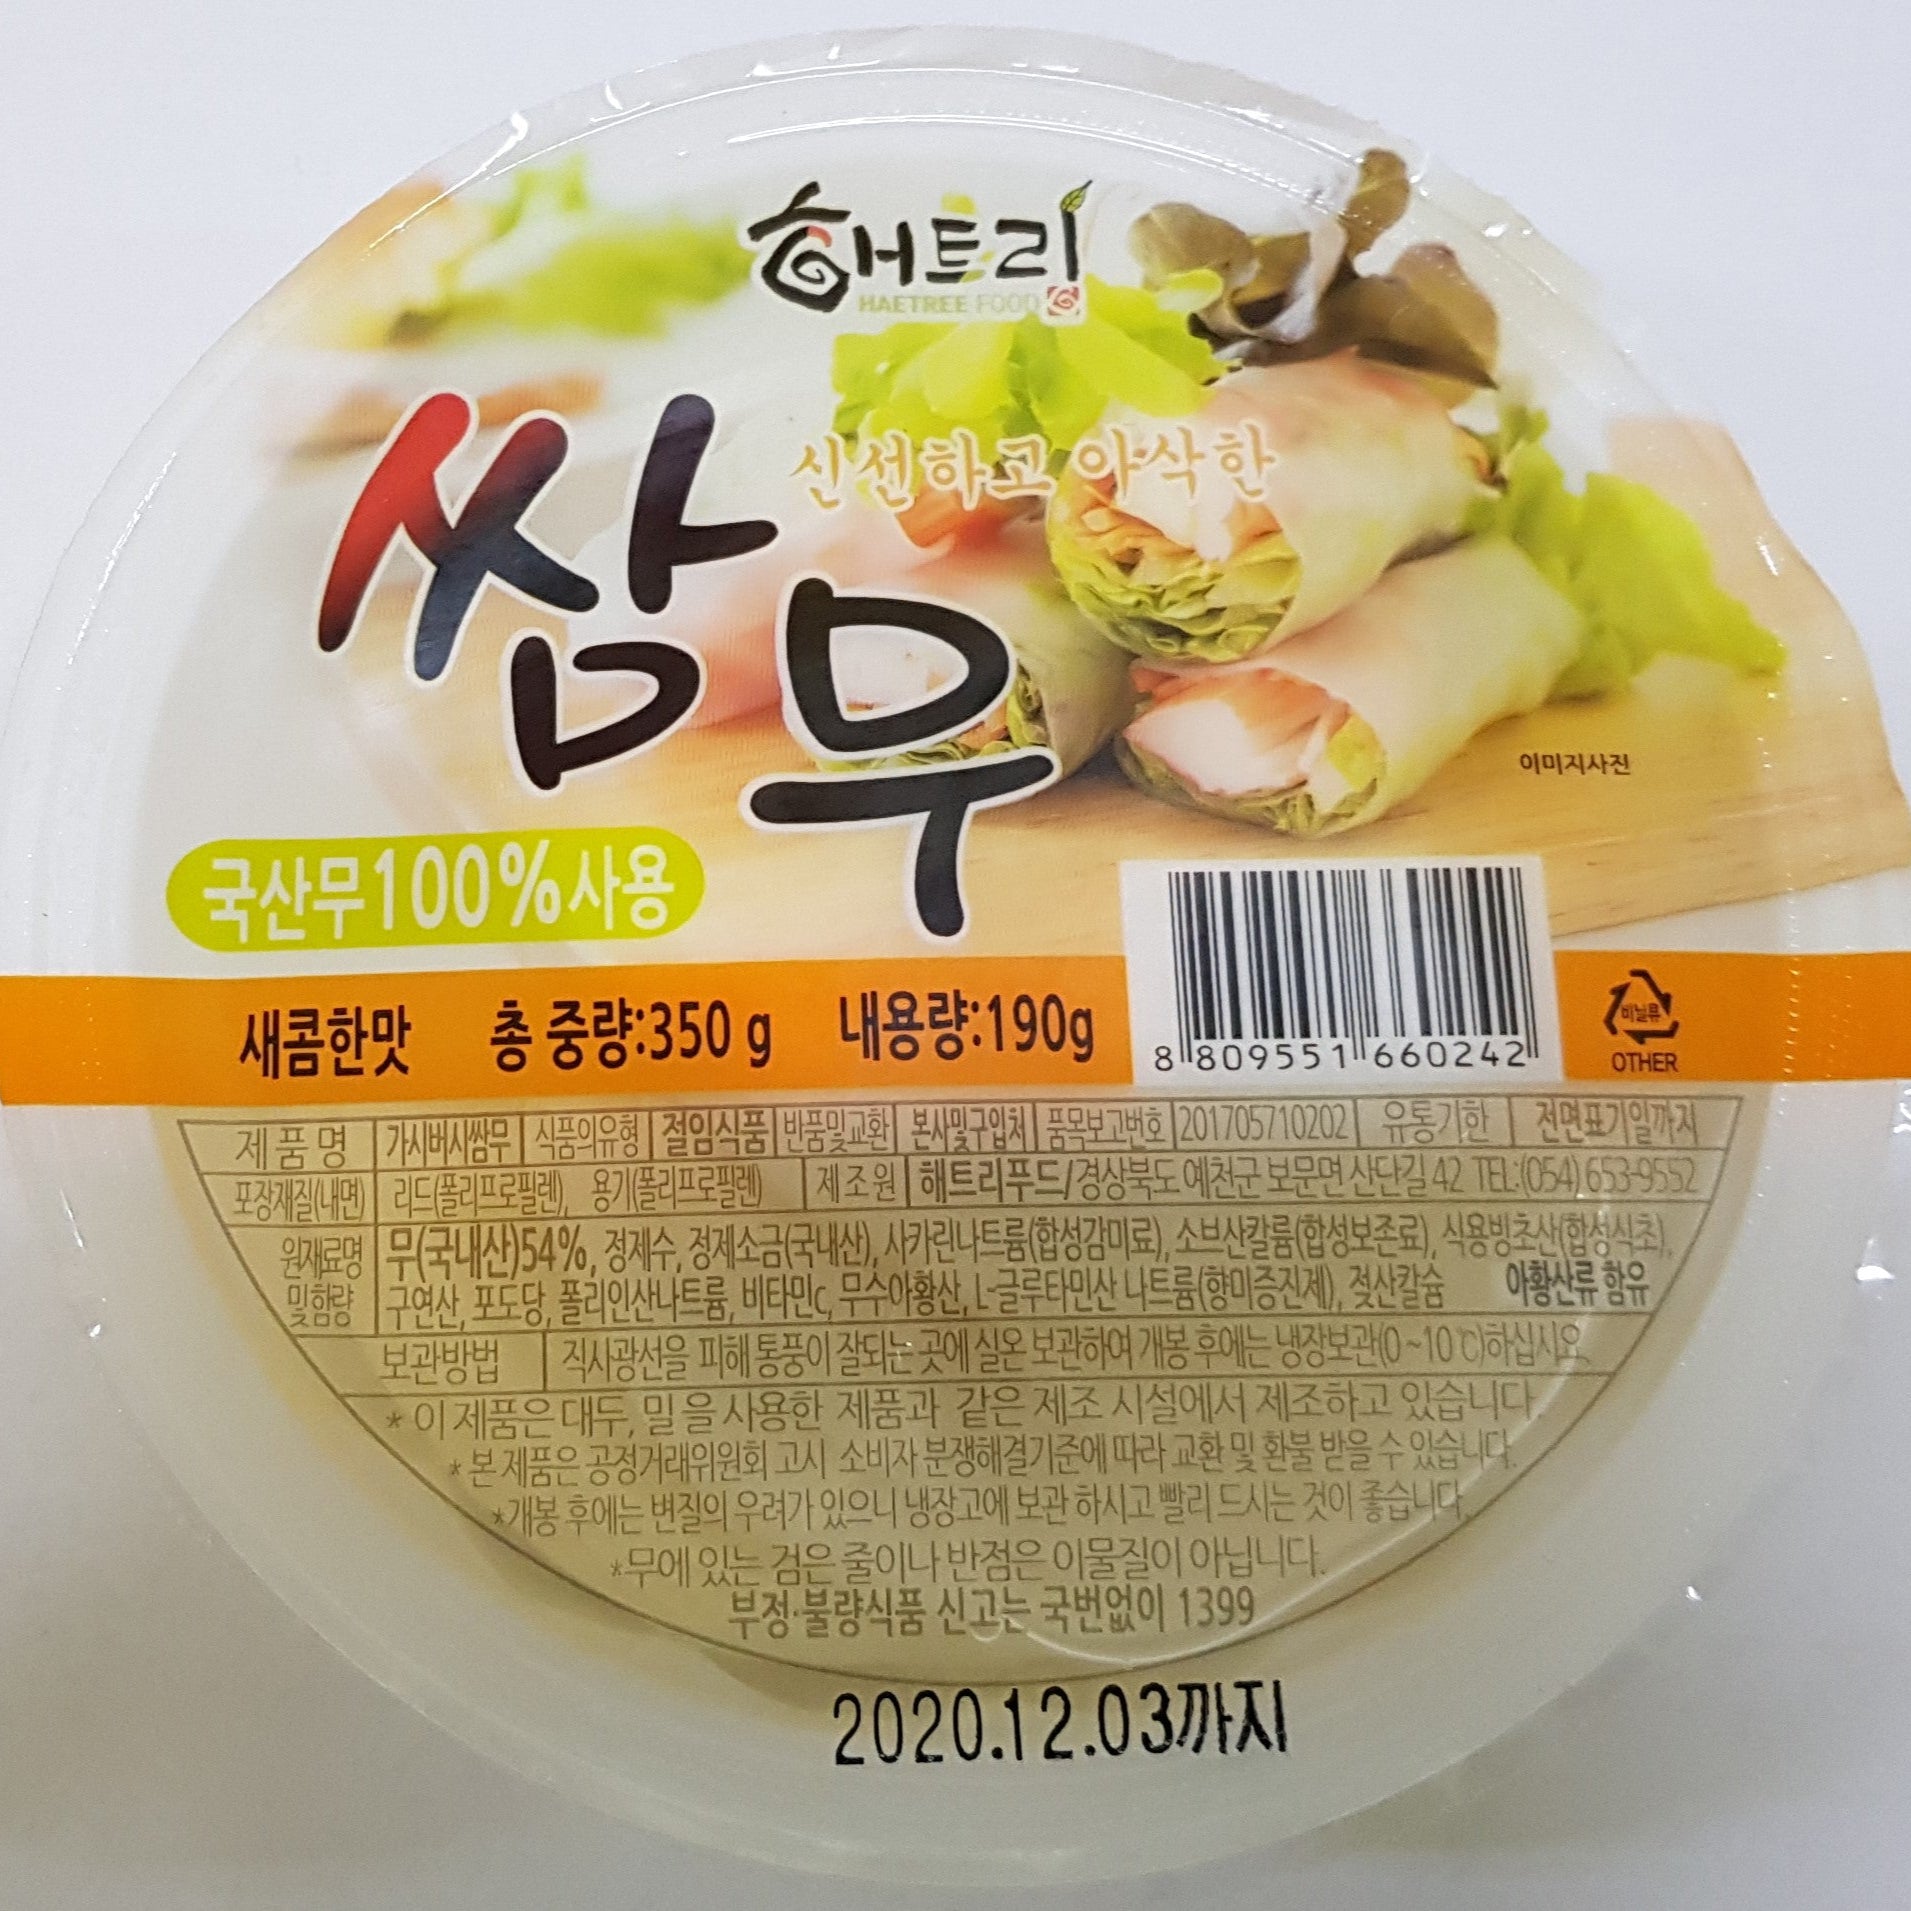 해트리
HAETREE FOOD
신선하고 아삭한
쌈무
이미지사진
국산무100%사용
새콤한맛 총 중량:350 g 내용량:190g
8 809551 660242
비닐류
OTHER
제품명 가시버시쌈무 식품의유형 절임식품 반품및교환 본사및구입처 품목보고번호 201705710202 유통기한 전면표기일까지
포장재질(내면) 리드(폴리프로필렌), 용기(폴리프로필렌) 제조원 해트리푸드/경상북도 예천군 보문면 산단길 42 TEL:(054) 653-9552
원재료명 무(국내산)54%, 정제수, 정제소금(국내산), 사카린나트륨(합성감미료), 소브산칼륨(합성보존료), 식용빙초산(합성식초),
및함량 구연산, 포도당, 폴리인산나트륨, 비타민c, 무수아황산, L-글루타민산 나트륨(향미증진제), 젖산칼슘 아황산류 함유
보관방법 직사광선을 피해 통풍이 잘되는 곳에 실온 보관하여 개봉 후에는 냉장보관(0~10℃)하십시오
* 이 제품은 대두, 밀을 사용한 제품과 같은 제조 시설에서 제조하고 있습니다.
* 본 제품은 공정거래위원회 고시 소비자 분쟁해결기준에 따라 교환 및 환불 받을 수 있습니다.
*개봉 후에는 변질의 우려가 있으니 냉장고에 보관 하시고 빨리 드시는 것이 좋습니다.
*무에 있는 검은 줄이나 반점은 이물질이 아닙니다.
부정·불량식품 신고는 국번없이 1399
2020.12.03까지